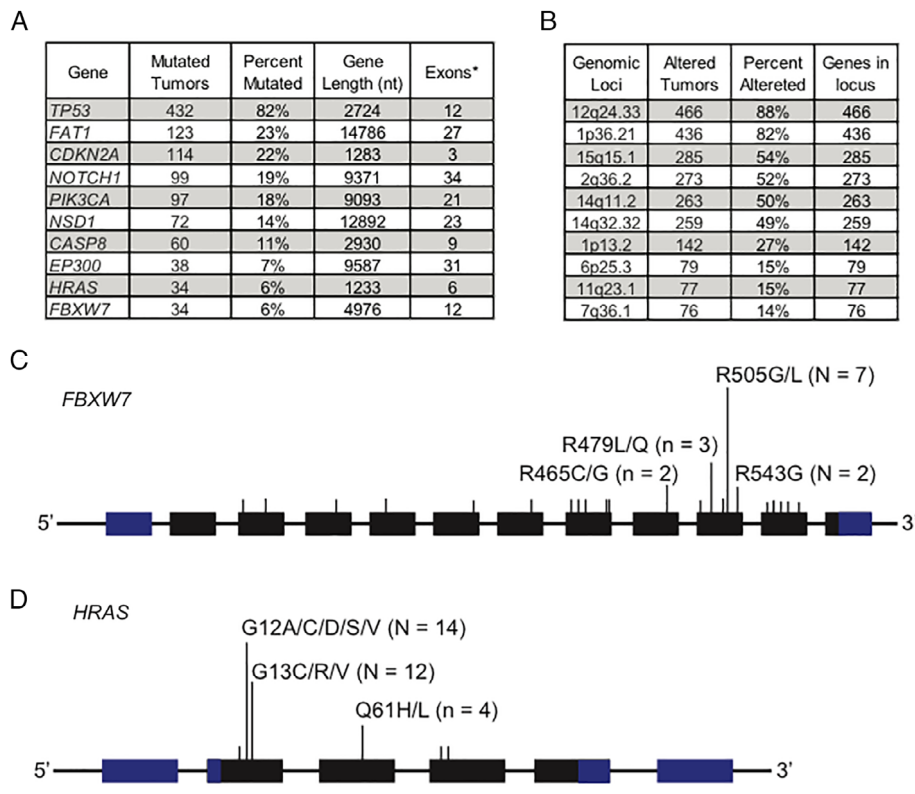 A
Gene	Mutated Tumors	Percent Mutated	Gene Length (nt)	Exons*
TP53	432	82%	2724	12
FAT1	123	23%	14786	27
CDKN2A	114	22%	1283	3
NOTCH1	99	19%	9371	34
PIK3CA	97	18%	9093	21
NSD1	72	14%	12892	23
CASP8	60	11%	2930	9
EP300	38	7%	9587	31
HRAS	34	6%	1233	6
FBXW7	34	6%	4976	12
B
Genomic Loci	Altered Tumors	Percent Altereted	Genes in locus
12q24.33	466	88%	466
1p36.21	436	82%	436
15q15.1	285	54%	285
2q36.2	273	52%	273
14q11.2	263	50%	263
14q32.32	259	49%	259
1p13.2	142	27%	142
6p25.3	79	15%	79
11q23.1	77	15%	77
7q36.1	76	14%	76
C
FBXW7
R505G/L (N = 7)
R479L/Q (n = 3)
R465C/G (n = 2)
R543G (N = 2)
5'
3'
D
HRAS
G12A/C/D/S/V (N = 14)
G13C/R/V (N = 12)
Q61H/L (n = 4)
5'
3'